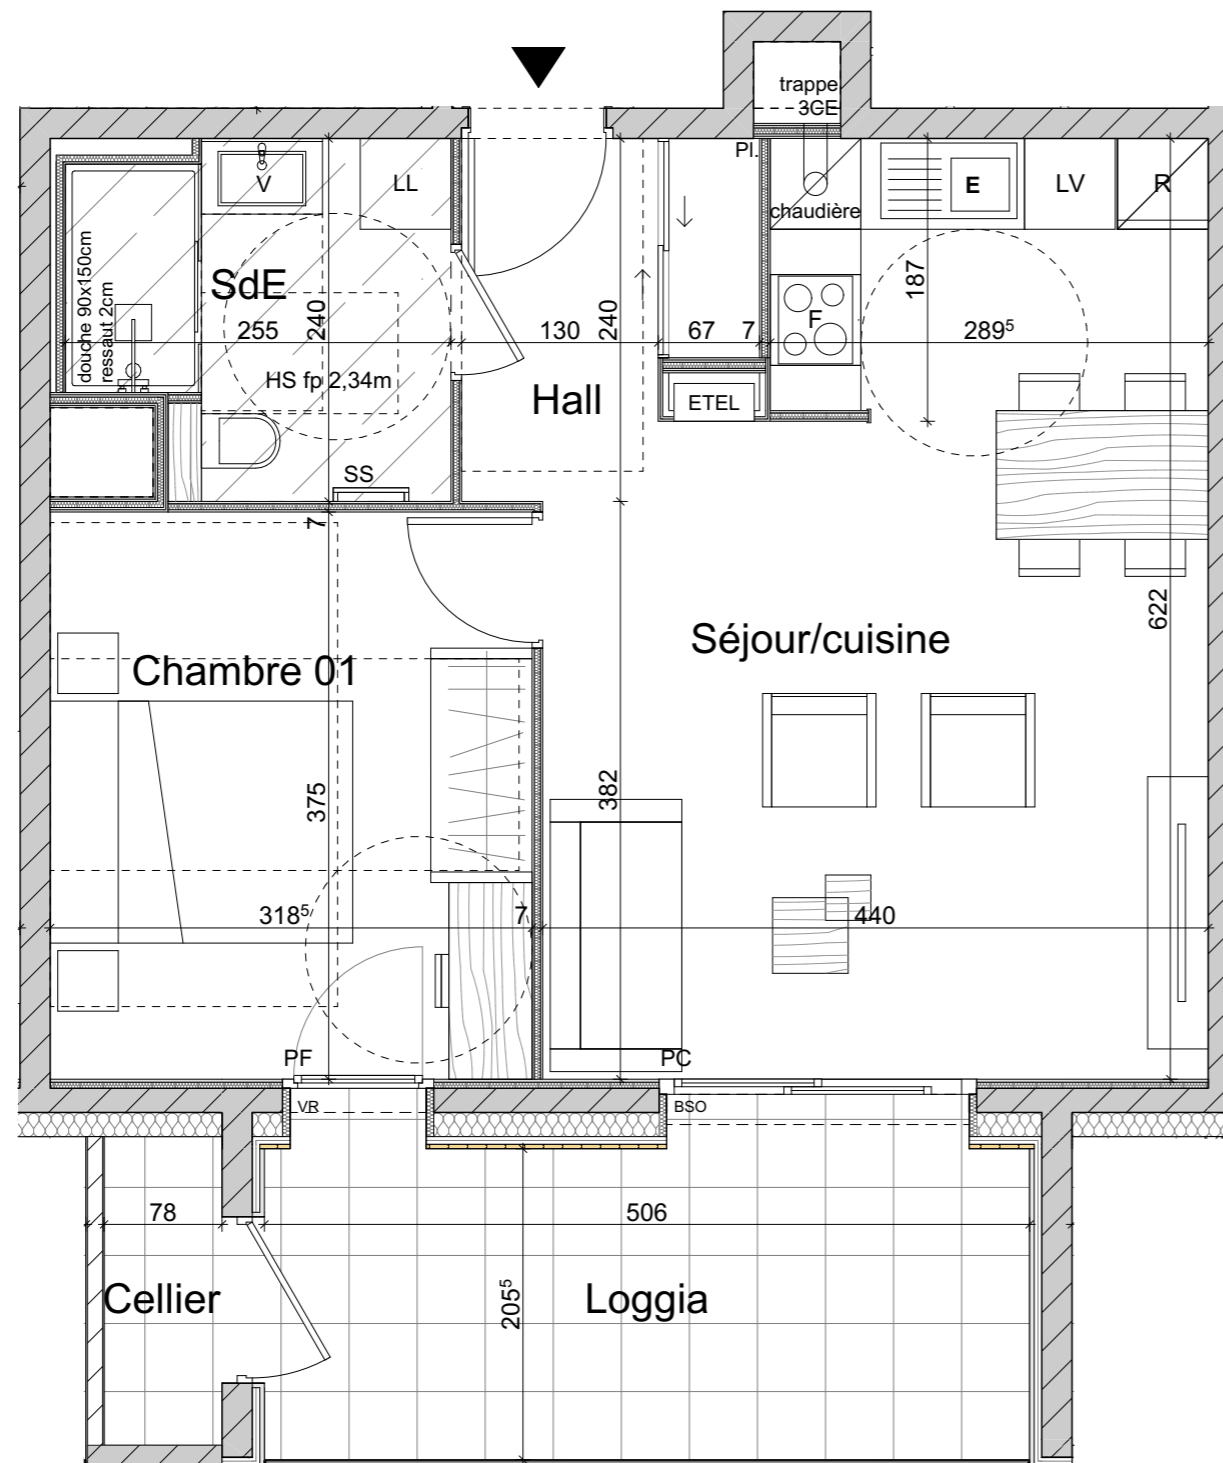 trappe
3CE
Pl.
V
LL
chaudière
E
LV
R
SdE
douche 90x150cm
ressaut 2cm
255
240
130
240
67
7
187
289⁵
F
HS fp 2,34m
Hall
ETEL
SS
7
Séjour/cuisine
622
Chambre 01
375
382
318⁵
7
440
PF
PC
VR
BSO
78
506
Cellier
205⁵
Loggia